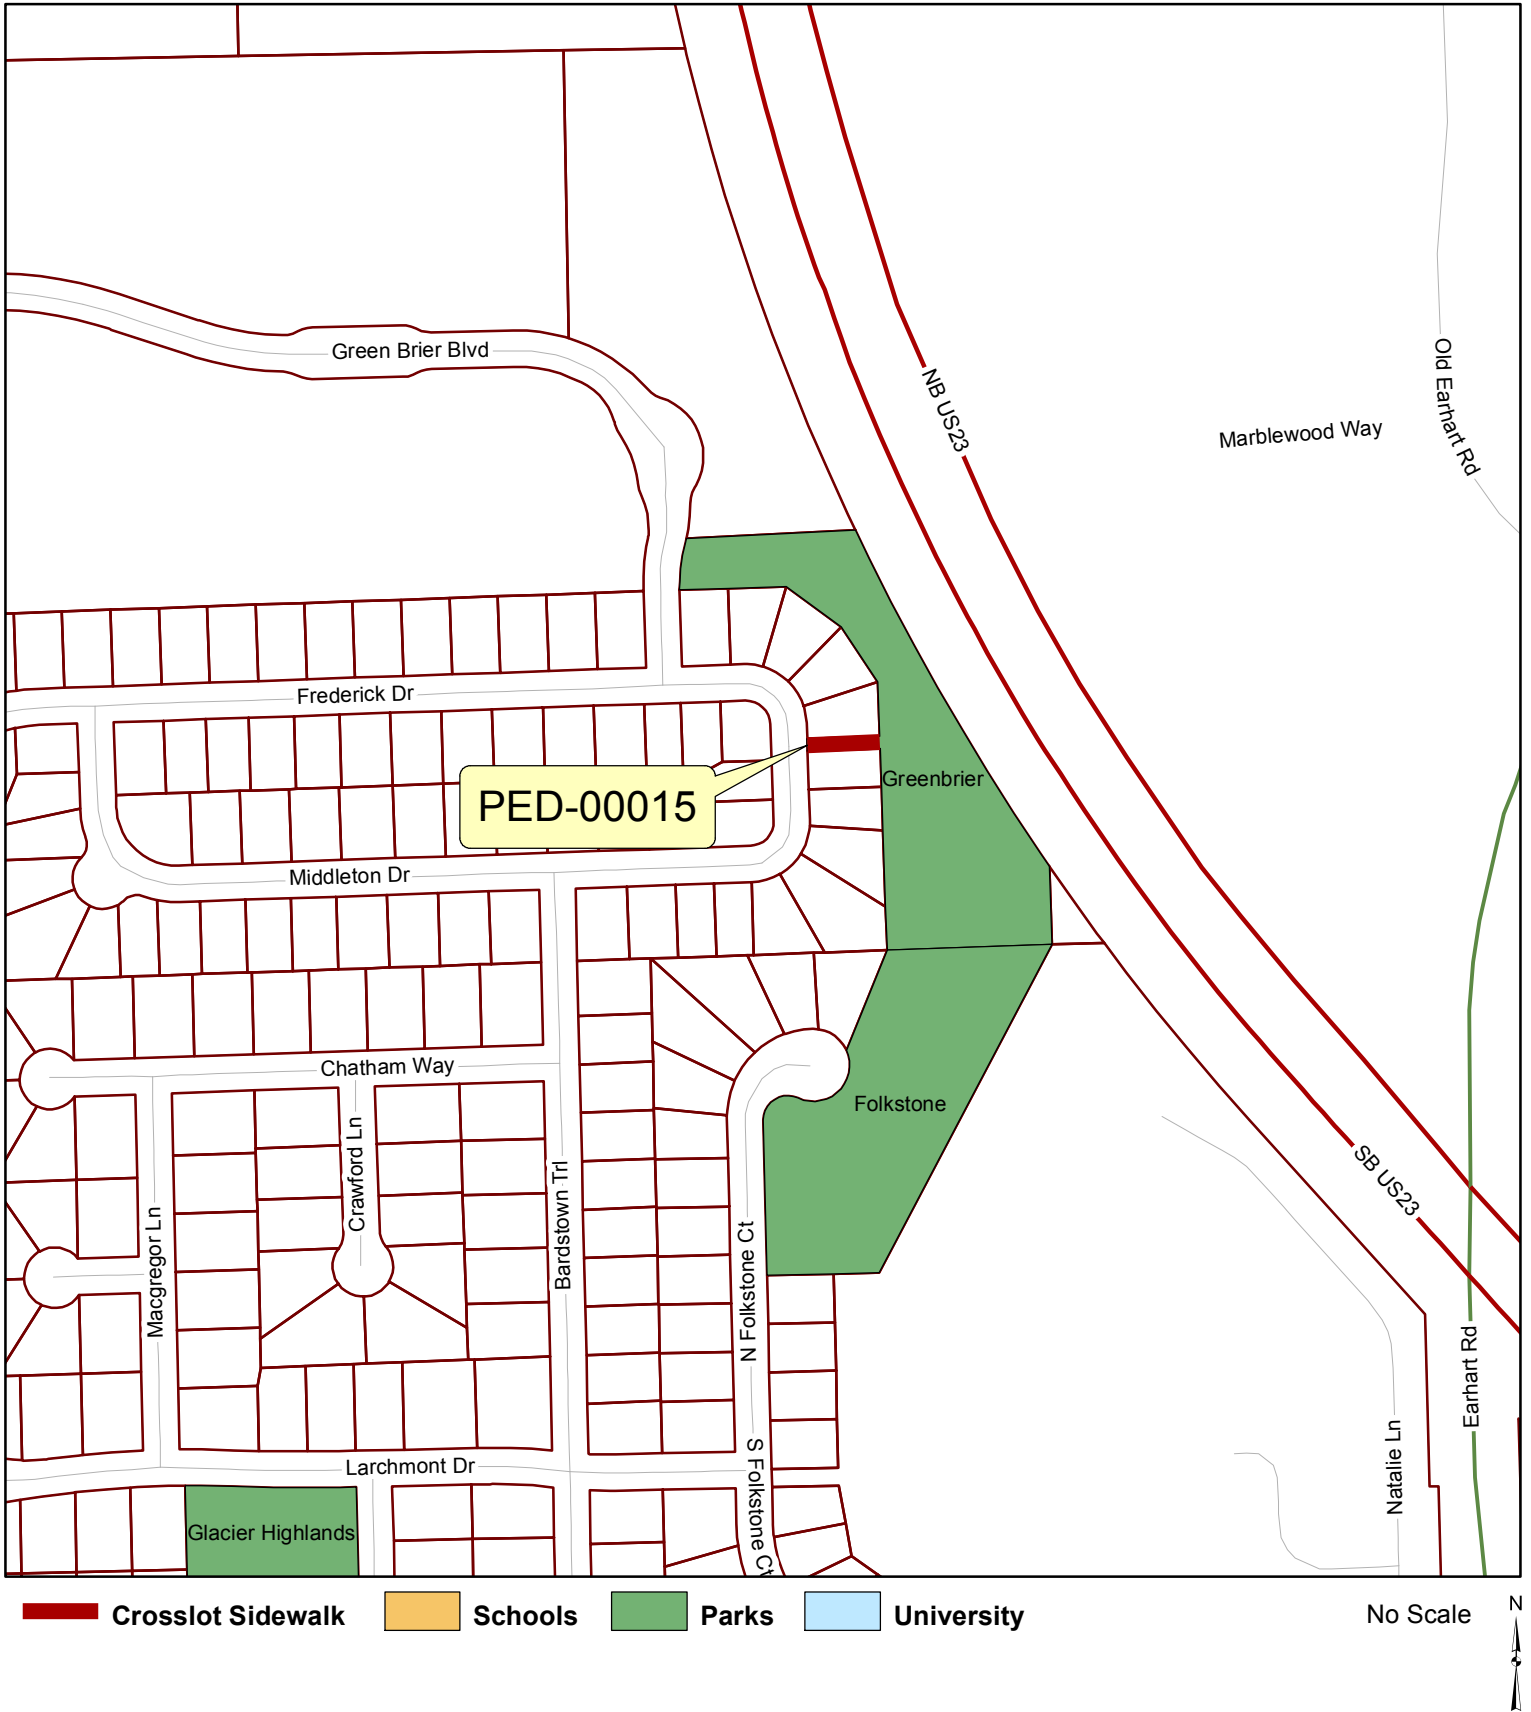 Green Brier Blvd
NB US23
Old Earhart Rd
Marblewood Way
Frederick Dr
PED-00015
Greenbrier
Middleton Dr
Chatham Way
Folkstone
Crawford Ln
Macgregor Ln
Bardstown Trl
N Folkstone Ct
SB US23
Earhart Rd
Natalie Ln
Larchmont Dr
S Folkstone Ct
Glacier Highlands
Crosslot Sidewalk
Schools
Parks
University
No Scale
N